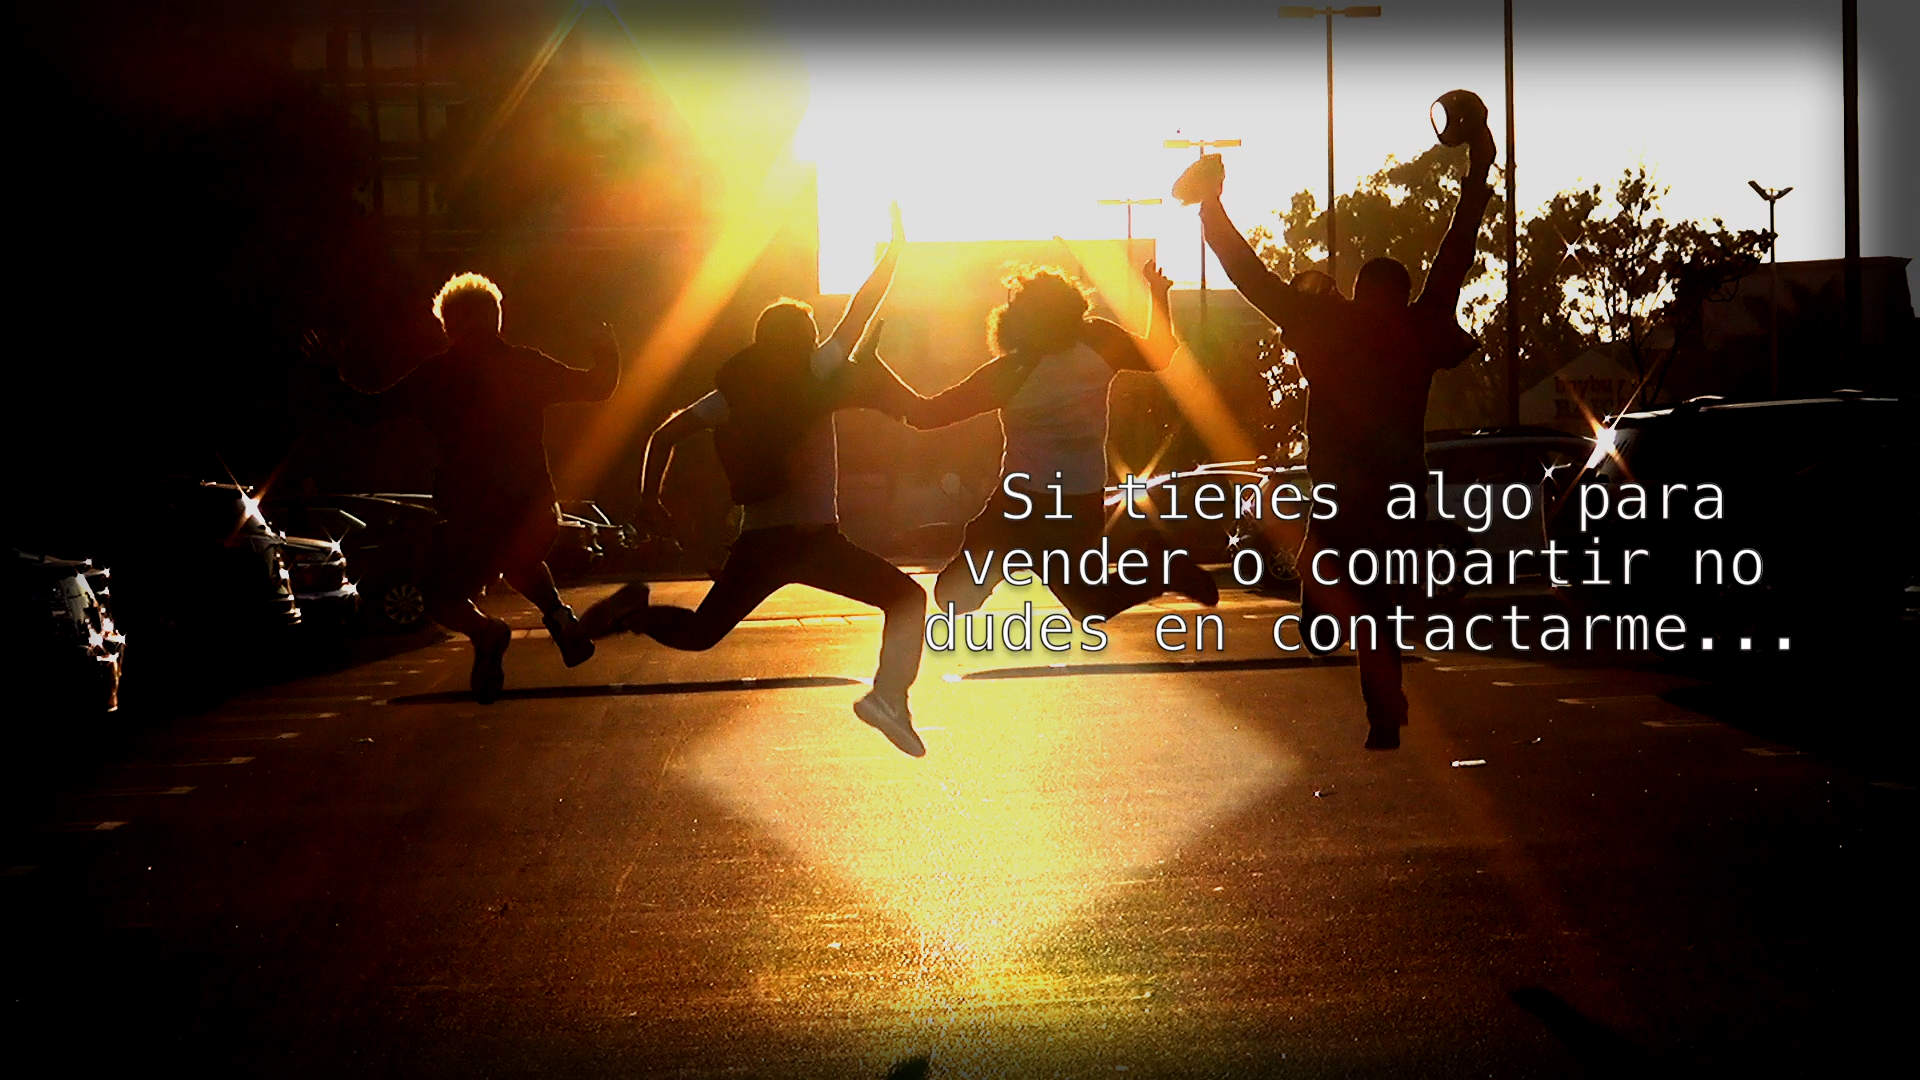 Si tienes algo para
vender o compartir no
dudes en contactarme...